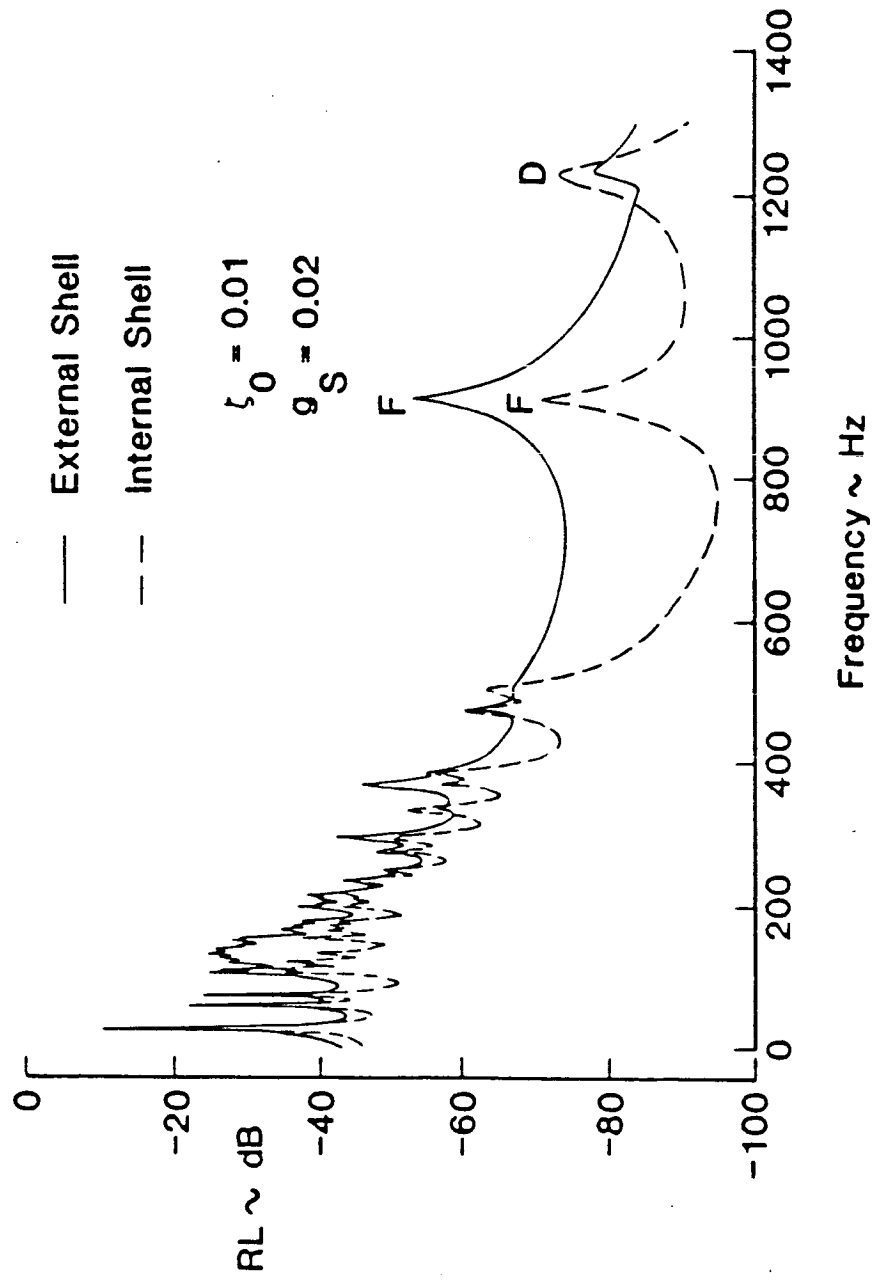 External Shell
Internal Shell
ζ0 = 0.01
gS = 0.02
RL ~ dB
0
-20
-40
-60
-80
-100
F
F
D
0 200 400 600 800 1000 1200 1400
Frequency ~ Hz